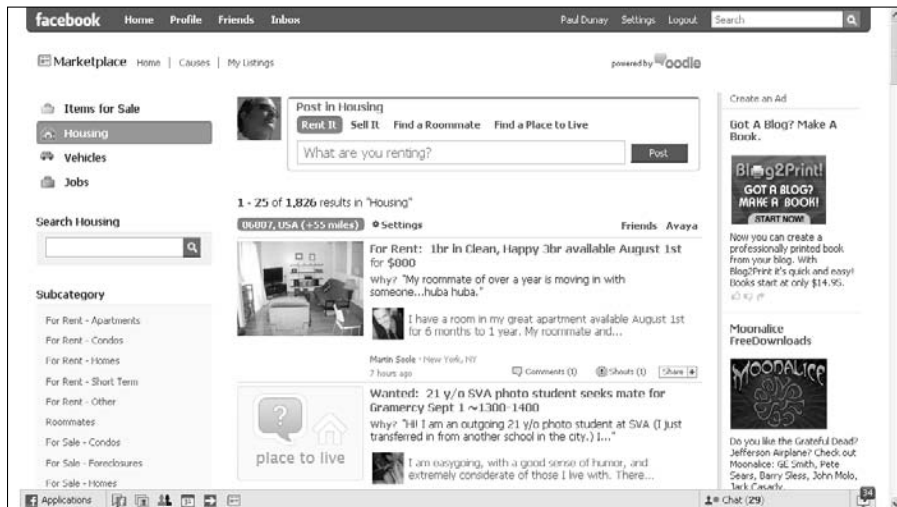 facebook Home Profile Friends Inbox Paul Dunay Settings Logout Search
Marketplace Home | Causes | My Listings powered by oodle
Items for Sale
Housing
Vehicles
Jobs
Search Housing
Subcategory
For Rent - Apartments
For Rent - Condos
For Rent - Homes
For Rent - Short Term
For Rent - Other
Roommates
For Sale - Condos
For Sale - Foreclosures
For Sale - Homes
Post in Housing
Rent It Sell It Find a Roommate Find a Place to Live
What are you renting? Post
1 - 25 of 1,826 results in "Housing"
06807, USA (+55 miles) Settings Friends Avaya
For Rent: 1br in Clean, Happy 3br available August 1st
for $000
Why? "My roommate of over a year is moving in with
someone...huba huba."
I have a room in my great apartment available August 1st
for 6 months to 1 year. My roommate and...
Martin Soole · New York, NY
7 hours ago Comments (1) Shouts (1) Share +
Wanted: 21 y/o SVA photo student seeks mate for
Gramercy Sept 1 ~1300-1400
Why? "Hi! I am an outgoing 21 y/o photo student at SVA (I just
transferred in from another school in the city.) I..."
I am easygoing, with a good sense of humor, and
extremely considerate of those I live with. There...
place to live
Create an Ad
Got A Blog? Make A
Book.
Blog2Print!
GOT A BLOG?
MAKE A BOOK!
START NOW!
Now you can create a
professionally printed book
from your blog. With
Blog2Print it's quick and easy!
Books start at only $14.95.
Moonalice
FreeDownloads
MOONALICE
Do you like the Grateful Dead?
Jefferson Airplane? Check out
Moonalice: GE Smith, Pete
Sears, Barry Sless, John Molo,
Jack Casady.
Applications Chat (29) 34